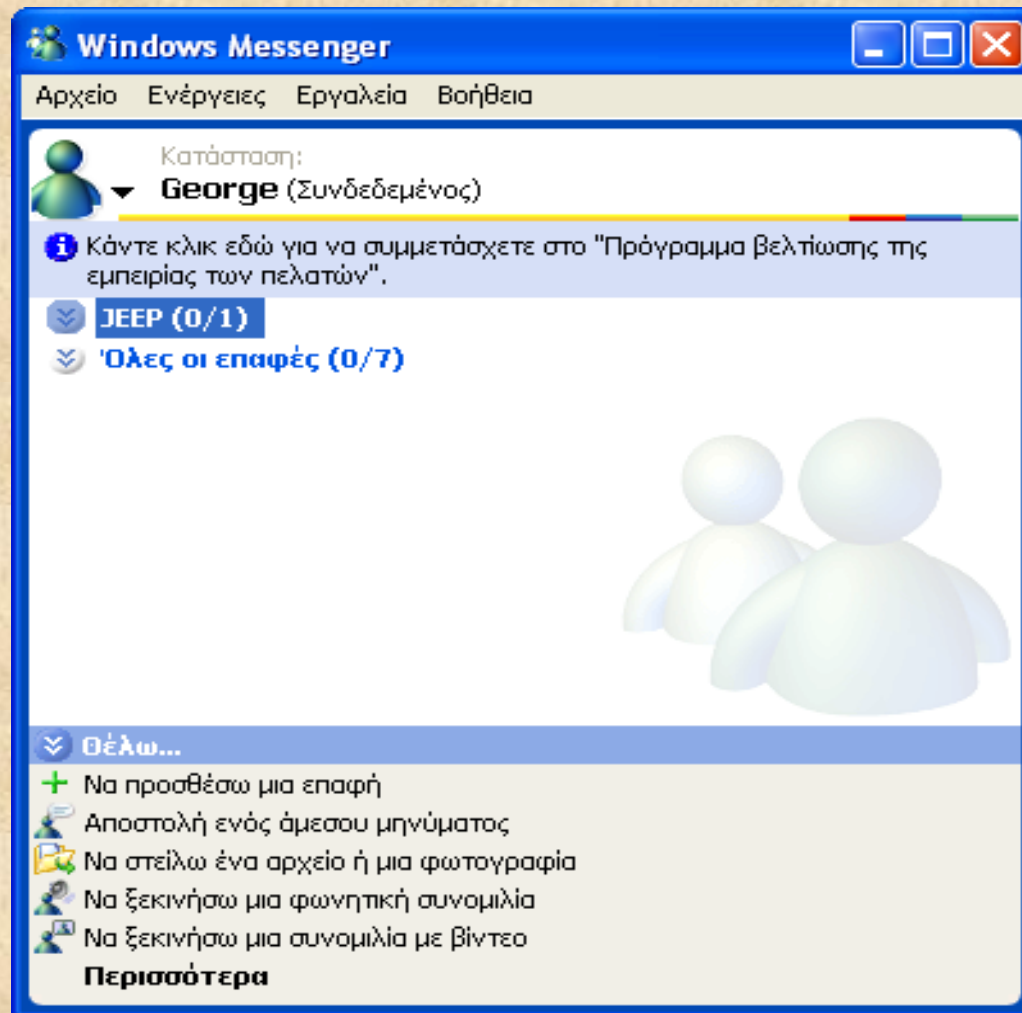 Windows Messenger
Αρχείο Ενέργειες Εργαλεία Βοήθεια
Κατάσταση:
George (Συνδεδεμένος)
Κάντε κλικ εδώ για να συμμετάσχετε στο "Πρόγραμμα βελτίωσης της
εμπειρίας των πελατών".
JEEP (0/1)
Όλες οι επαφές (0/7)
Θέλω...
Να προσθέσω μια επαφή
Αποστολή ενός άμεσου μηνύματος
Να στείλω ένα αρχείο ή μια φωτογραφία
Να ξεκινήσω μια φωνητική συνομιλία
Να ξεκινήσω μια συνομιλία με βίντεο
Περισσότερα